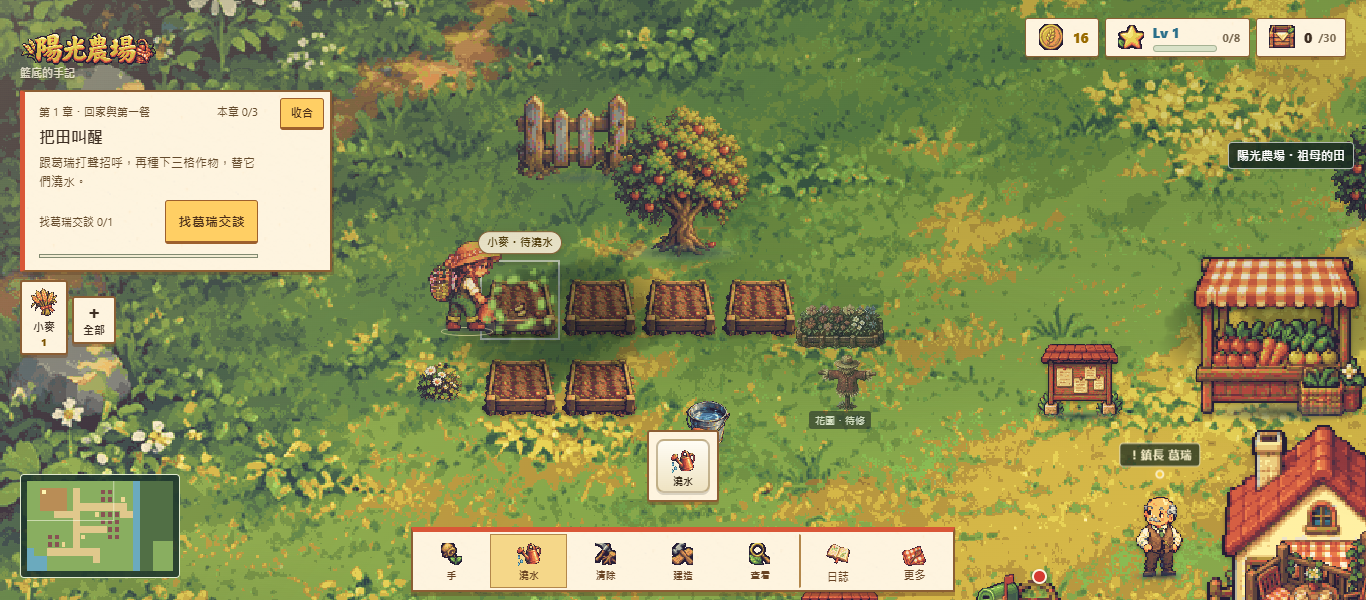 陽光農場
籃底的手記
第 1 章 · 回家與第一餐
本章 0/3
收合
把田叫醒
跟葛瑞打聲招呼，再種下三格作物，替它
們澆水。
找葛瑞交談 0/1
找葛瑞交談
小麥
1
+
全部
16
Lv 1
0/8
0 /30
陽光農場 · 祖母的田
小麥 · 待澆水
花圃 · 待修
！鎮長 葛瑞
澆水
手
澆水
清除
建造
查看
日誌
更多